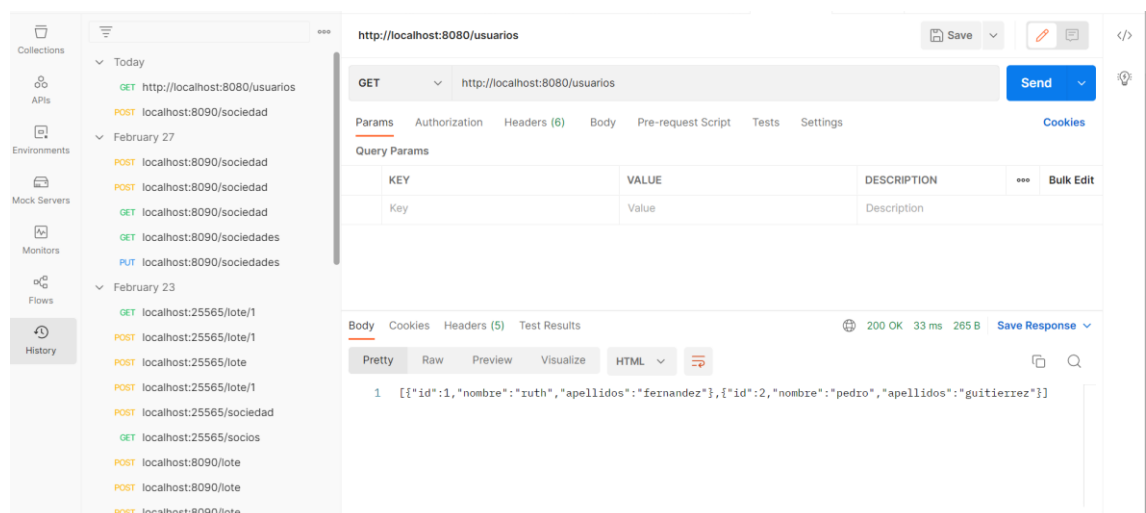 Collections
APIs
Environments
Mock Servers
Monitors
Flows
History
Today
GET http://localhost:8080/usuarios
POST localhost:8090/sociedad
February 27
POST localhost:8090/sociedad
POST localhost:8090/sociedad
GET localhost:8090/sociedad
GET localhost:8090/sociedades
PUT localhost:8090/sociedades
February 23
GET localhost:25565/lote/1
POST localhost:25565/lote/1
POST localhost:25565/lote
POST localhost:25565/lote/1
POST localhost:25565/sociedad
GET localhost:25565/socios
POST localhost:8090/lote
POST localhost:8090/lote
POST localhost:8090/lote
http://localhost:8080/usuarios
Save
GET http://localhost:8080/usuarios Send
Params Authorization Headers (6) Body Pre-request Script Tests Settings Cookies
Query Params
KEY VALUE DESCRIPTION Bulk Edit
Key Value Description
Body Cookies Headers (5) Test Results 200 OK 33 ms 265 B Save Response
Pretty Raw Preview Visualize HTML
1 [{"id":1,"nombre":"ruth","apellidos":"fernandez"},{"id":2,"nombre":"pedro","apellidos":"guitierrez"}]